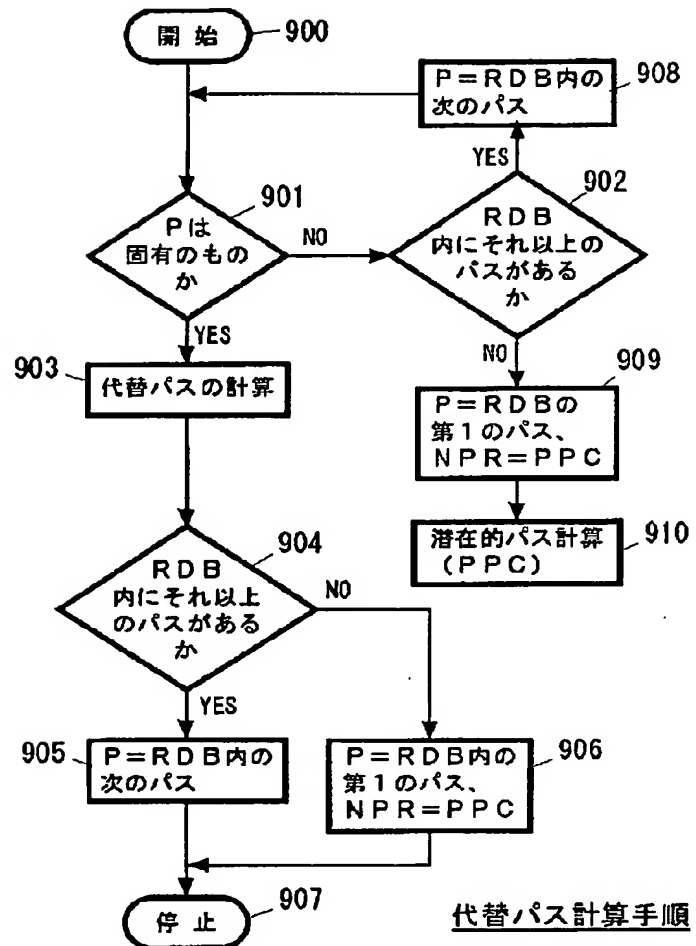 開始
900
P=RDB内の
次のパス
908
YES
901
Pは
固有のもの
か
NO
902
RDB
内にそれ以上の
パスがある
か
YES
NO
903
代替パスの計算
909
P=RDBの
第1のパス、
NPR=PPC
潜在的パス計算
(PPC)
910
904
RDB
内にそれ以上
のパスがある
か
NO
YES
905
P=RDB内の
次のパス
P=RDB内の
第1のパス、
NPR=PPC
906
停止
907
代替パス計算手順